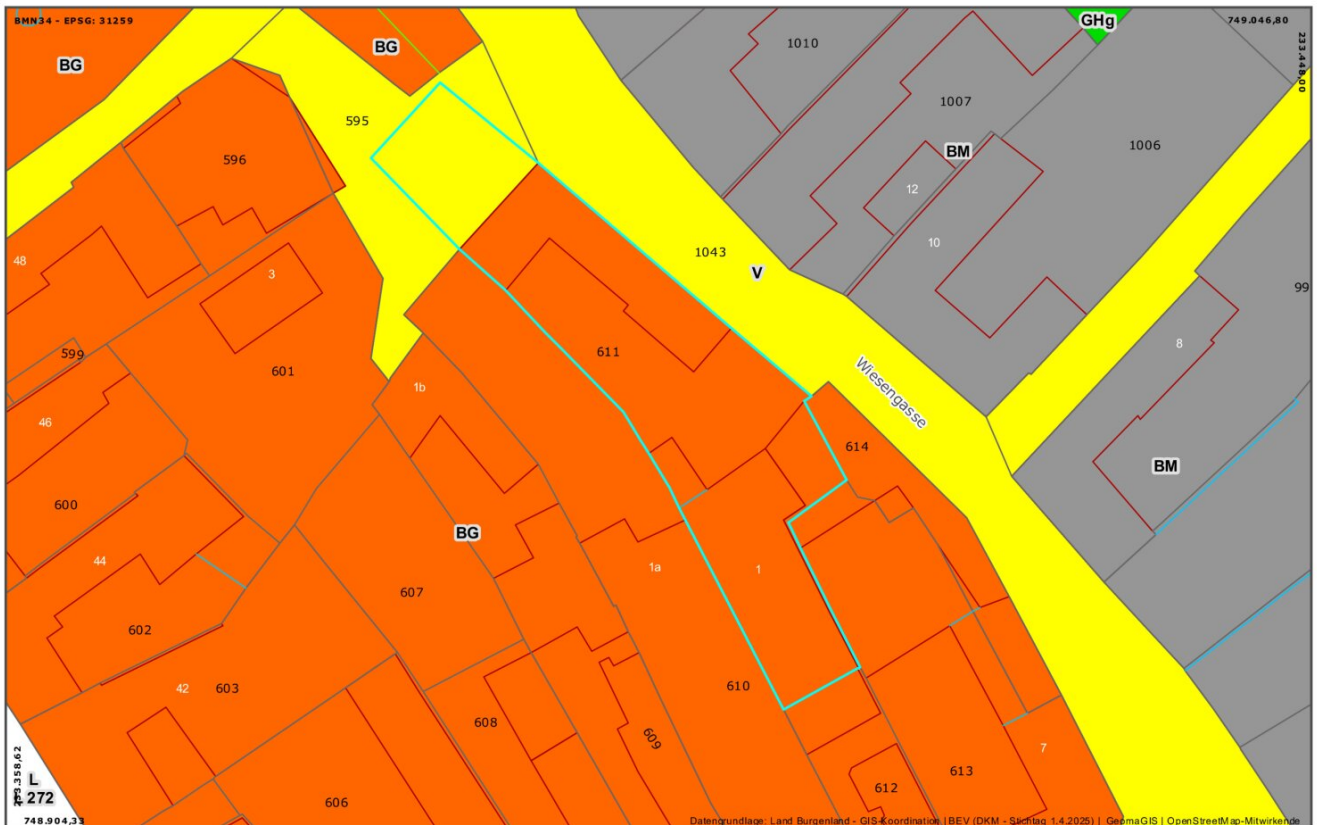 BMN34 - EPSG: 31259
749.046,80
233.448,00
GHg
BG
BG
1010
1007
1006
595
596
BM
12
10
48
3
1043
V
99
599
601
611
8
1b
Wiesengasse
46
614
BM
600
BG
44
1a
1
607
602
42
603
610
608
609
7
613
612
606
L
272
233.358,62
748.904,33
Datengrundlage: Land Burgenland - GIS-Koordination | BEV (DKM - Stichtag 1.4.2025) | GeomaGIS | OpenStreetMap-Mitwirkende